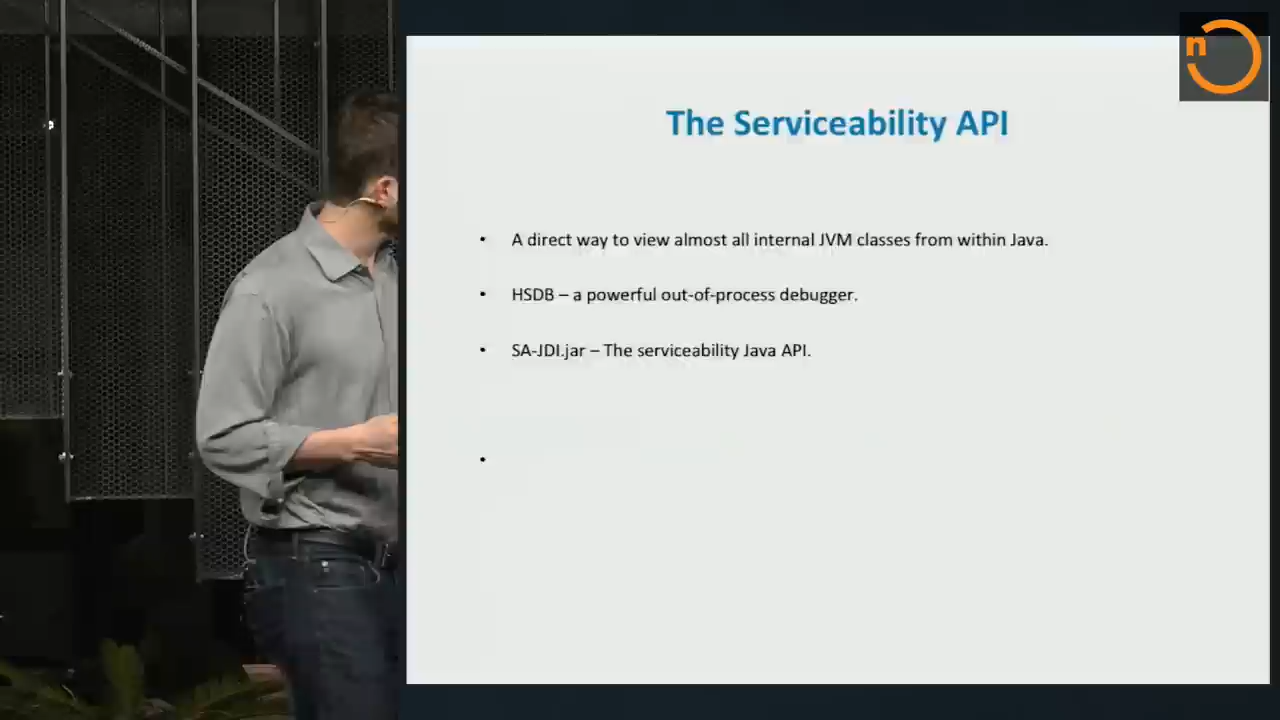 n
The Serviceability API
• A direct way to view almost all internal JVM classes from within Java.
• HSDB – a powerful out-of-process debugger.
• SA-JDI.jar – The serviceability Java API.
•